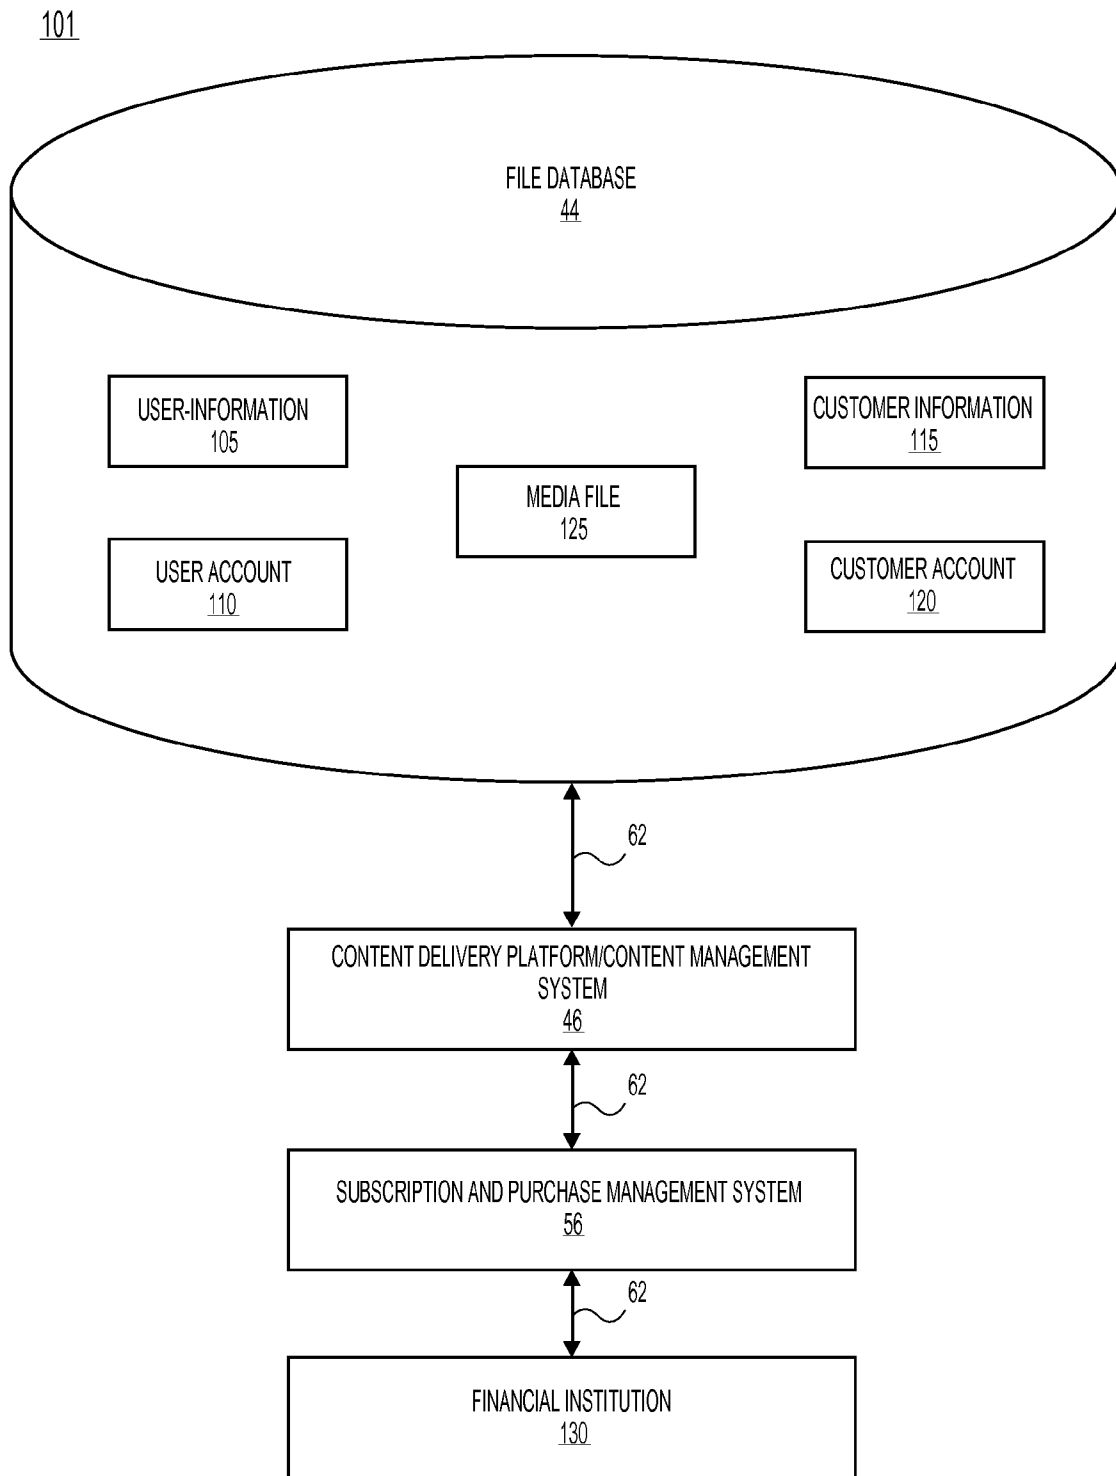 101
FILE DATABASE
44
USER-INFORMATION
105
CUSTOMER INFORMATION
115
MEDIA FILE
125
USER ACCOUNT
110
CUSTOMER ACCOUNT
120
62
CONTENT DELIVERY PLATFORM/CONTENT MANAGEMENT
SYSTEM
46
62
SUBSCRIPTION AND PURCHASE MANAGEMENT SYSTEM
56
62
FINANCIAL INSTITUTION
130